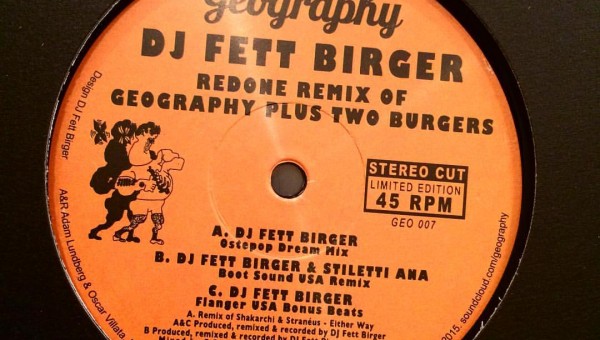 geography
DJ FETT BIRGER
REDONE REMIX OF
GEOGRAPHY PLUS TWO BURGERS
Design DJ Fett Birger
A&R Adam Lundberg & Oscar Villata
STEREO CUT
LIMITED EDITION
45 RPM
GEO 007
A. DJ FETT BIRGER
Ostepop Dream Mix
B. DJ FETT BIRGER & STILETTI ANA
Boot Sound USA Remix
C. DJ FETT BIRGER
Flanger USA Bonus Beats
A. Remix of Shakarchi & Stranéus - Either Way
A&C Produced, remixed & recorded by DJ Fett Birger
B Produced, remixed & recorded by DJ Fett
2015. soundcloud.com/geography